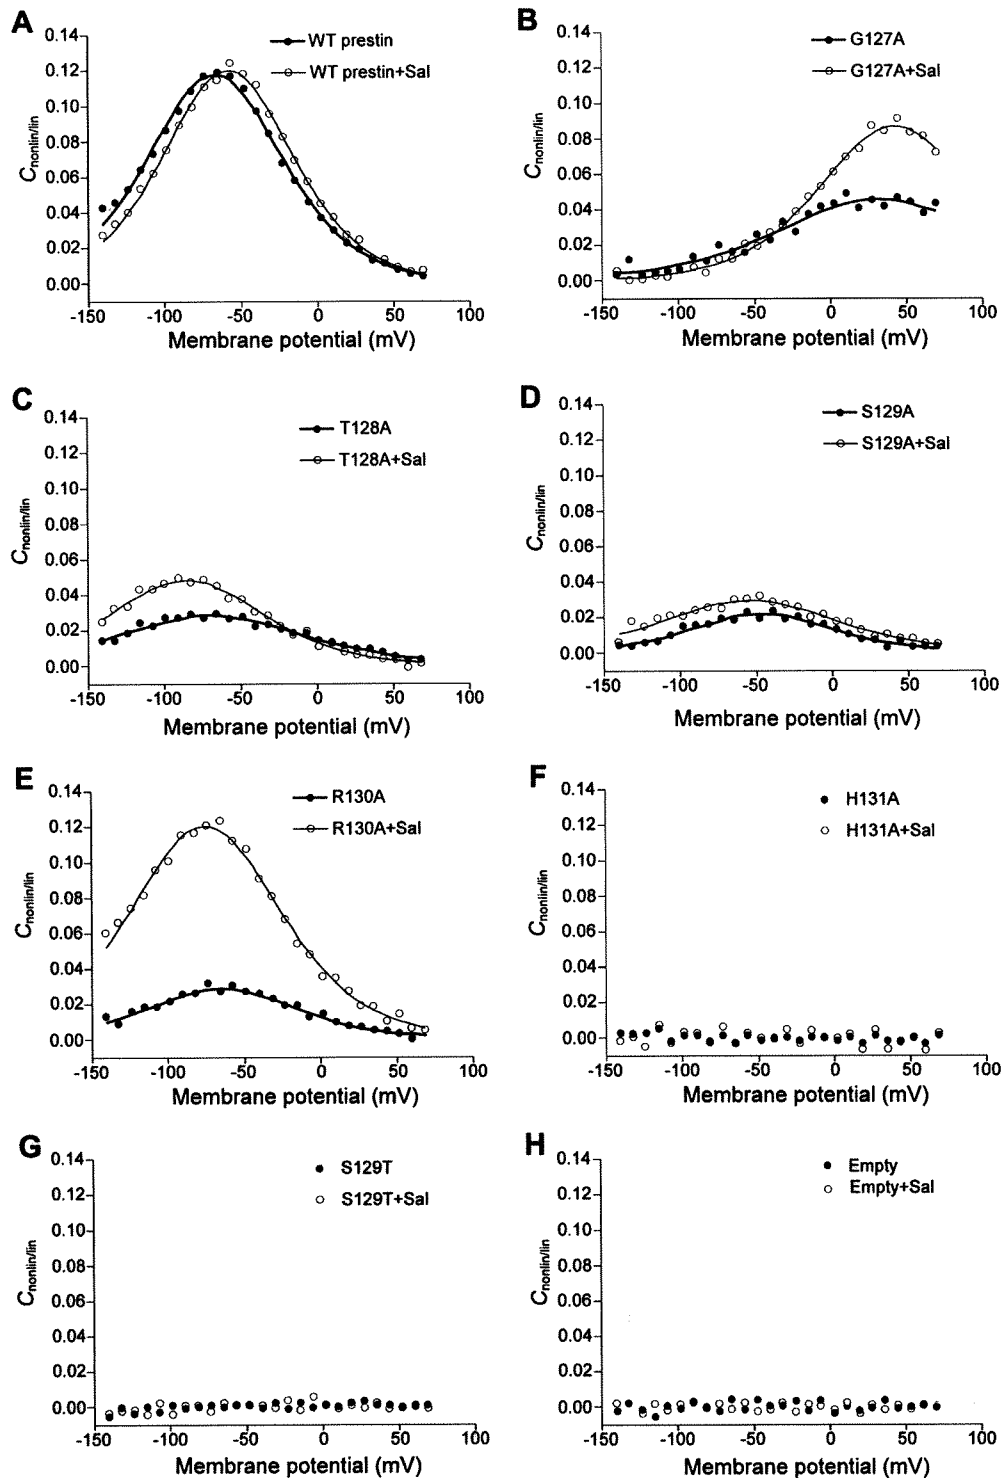 A
WT prestin
WT prestin+Sal
0.14
0.12
0.10
0.08
0.06
0.04
0.02
0.00
Cnonlin/lin
-150
-100
-50
0
50
100
Membrane potential (mV)
B
G127A
G127A+Sal
0.14
0.12
0.10
0.08
0.06
0.04
0.02
0.00
Cnonlin/lin
-150
-100
-50
0
50
100
Membrane potential (mV)
C
T128A
T128A+Sal
0.14
0.12
0.10
0.08
0.06
0.04
0.02
0.00
Cnonlin/lin
-150
-100
-50
0
50
100
Membrane potential (mV)
D
S129A
S129A+Sal
0.14
0.12
0.10
0.08
0.06
0.04
0.02
0.00
Cnonlin/lin
-150
-100
-50
0
50
100
Membrane potential (mV)
E
R130A
R130A+Sal
0.14
0.12
0.10
0.08
0.06
0.04
0.02
0.00
Cnonlin/lin
-150
-100
-50
0
50
100
Membrane potential (mV)
F
H131A
H131A+Sal
0.14
0.12
0.10
0.08
0.06
0.04
0.02
0.00
Cnonlin/lin
-150
-100
-50
0
50
100
Membrane potential (mV)
G
S129T
S129T+Sal
0.14
0.12
0.10
0.08
0.06
0.04
0.02
0.00
Cnonlin/lin
-150
-100
-50
0
50
100
Membrane potential (mV)
H
Empty
Empty+Sal
0.14
0.12
0.10
0.08
0.06
0.04
0.02
0.00
Cnonlin/lin
-150
-100
-50
0
50
100
Membrane potential (mV)